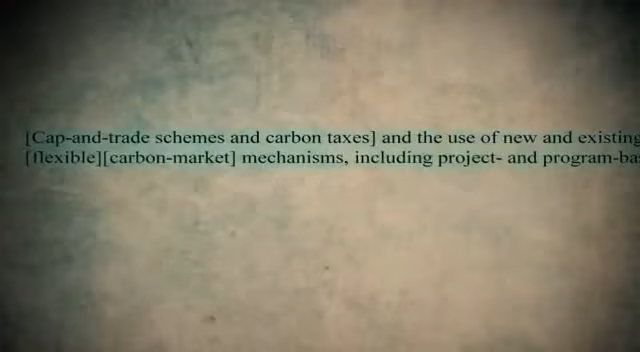 [Cap-and-trade schemes and carbon taxes] and the use of new and existing
[flexible][carbon-market] mechanisms, including project- and program-ba